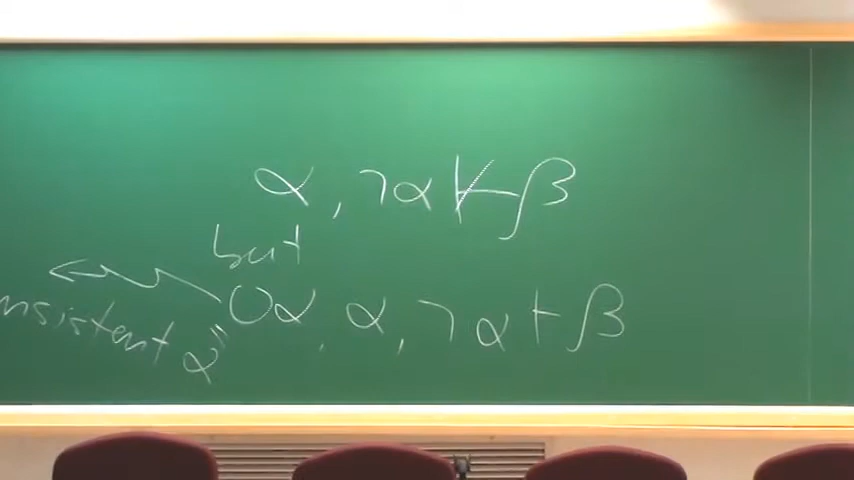 α, ¬α ⊬ β
but
○α, α, ¬α ⊢ β
nsistent α"